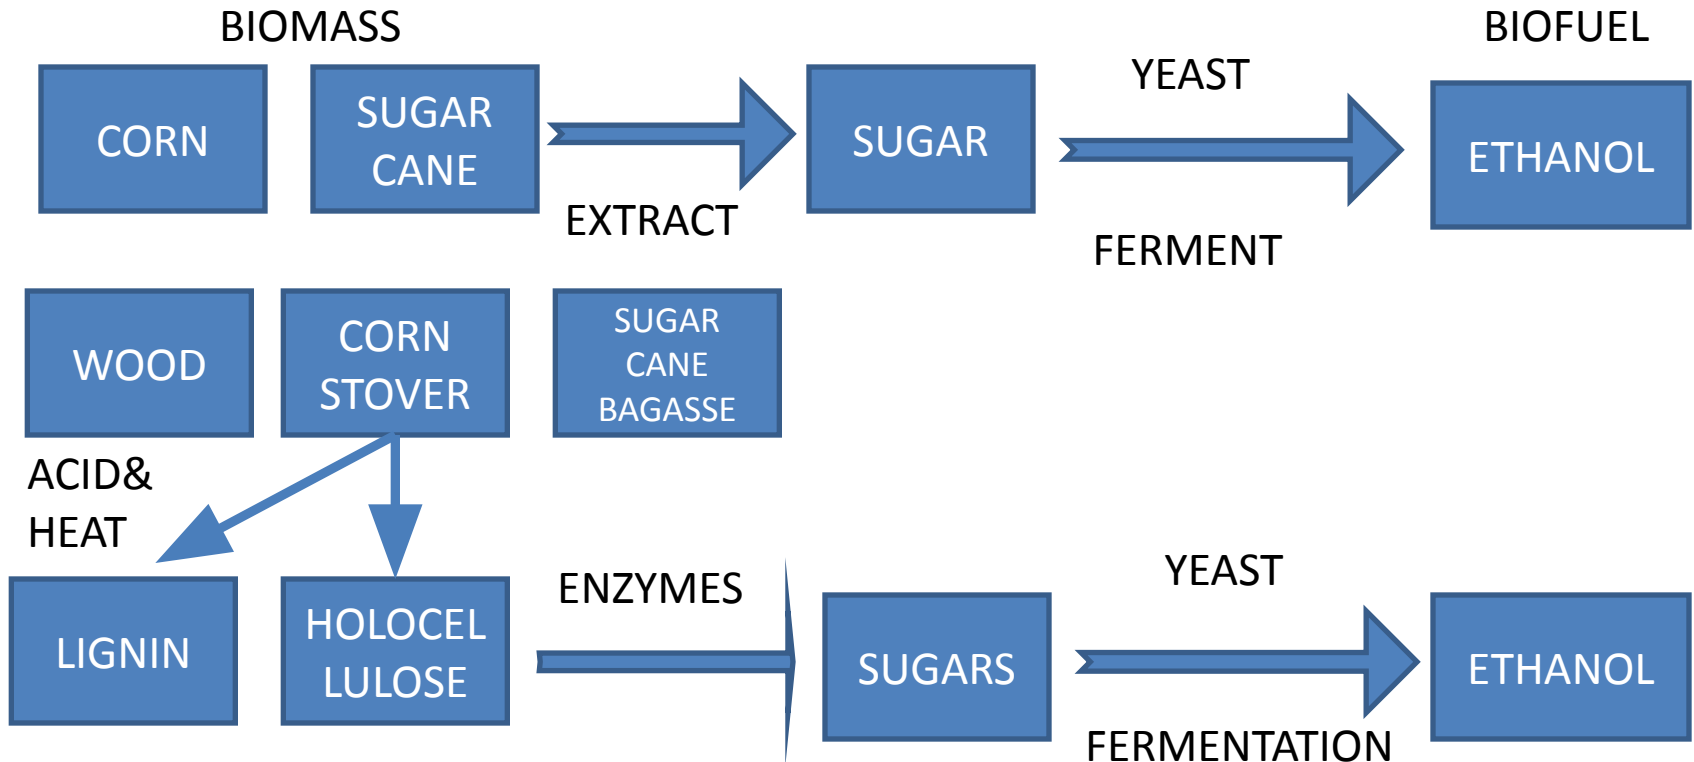 BIOMASS
BIOFUEL
CORN
SUGAR
CANE
EXTRACT
SUGAR
YEAST
FERMENT
ETHANOL
WOOD
CORN
STOVER
SUGAR
CANE
BAGASSE
ACID&
HEAT
LIGNIN
HOLOCEL
LULOSE
ENZYMES
SUGARS
YEAST
FERMENTATION
ETHANOL